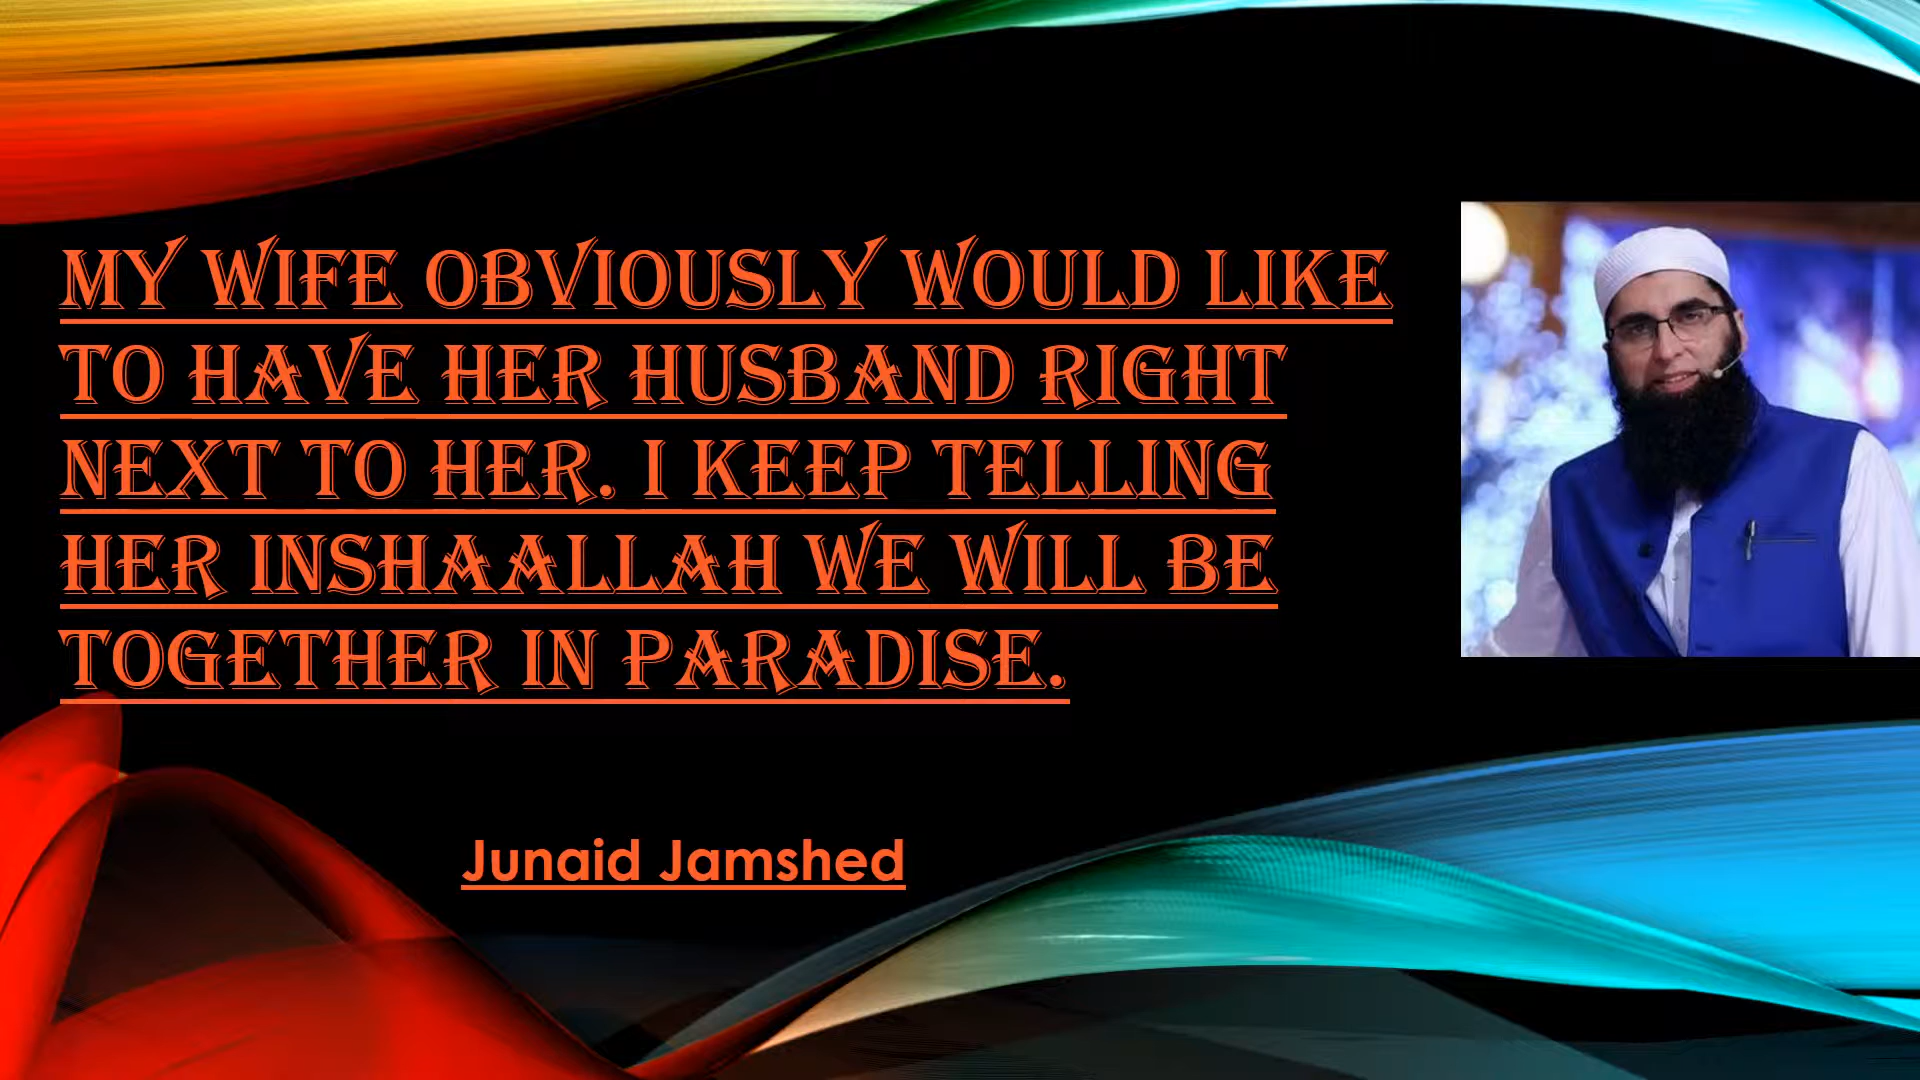 MY WIFE OBVIOUSLY WOULD LIKE
TO HAVE HER HUSBAND RIGHT
NEXT TO HER. I KEEP TELLING
HER INSHAALLAH WE WILL BE
TOGETHER IN PARADISE.
Junaid Jamshed